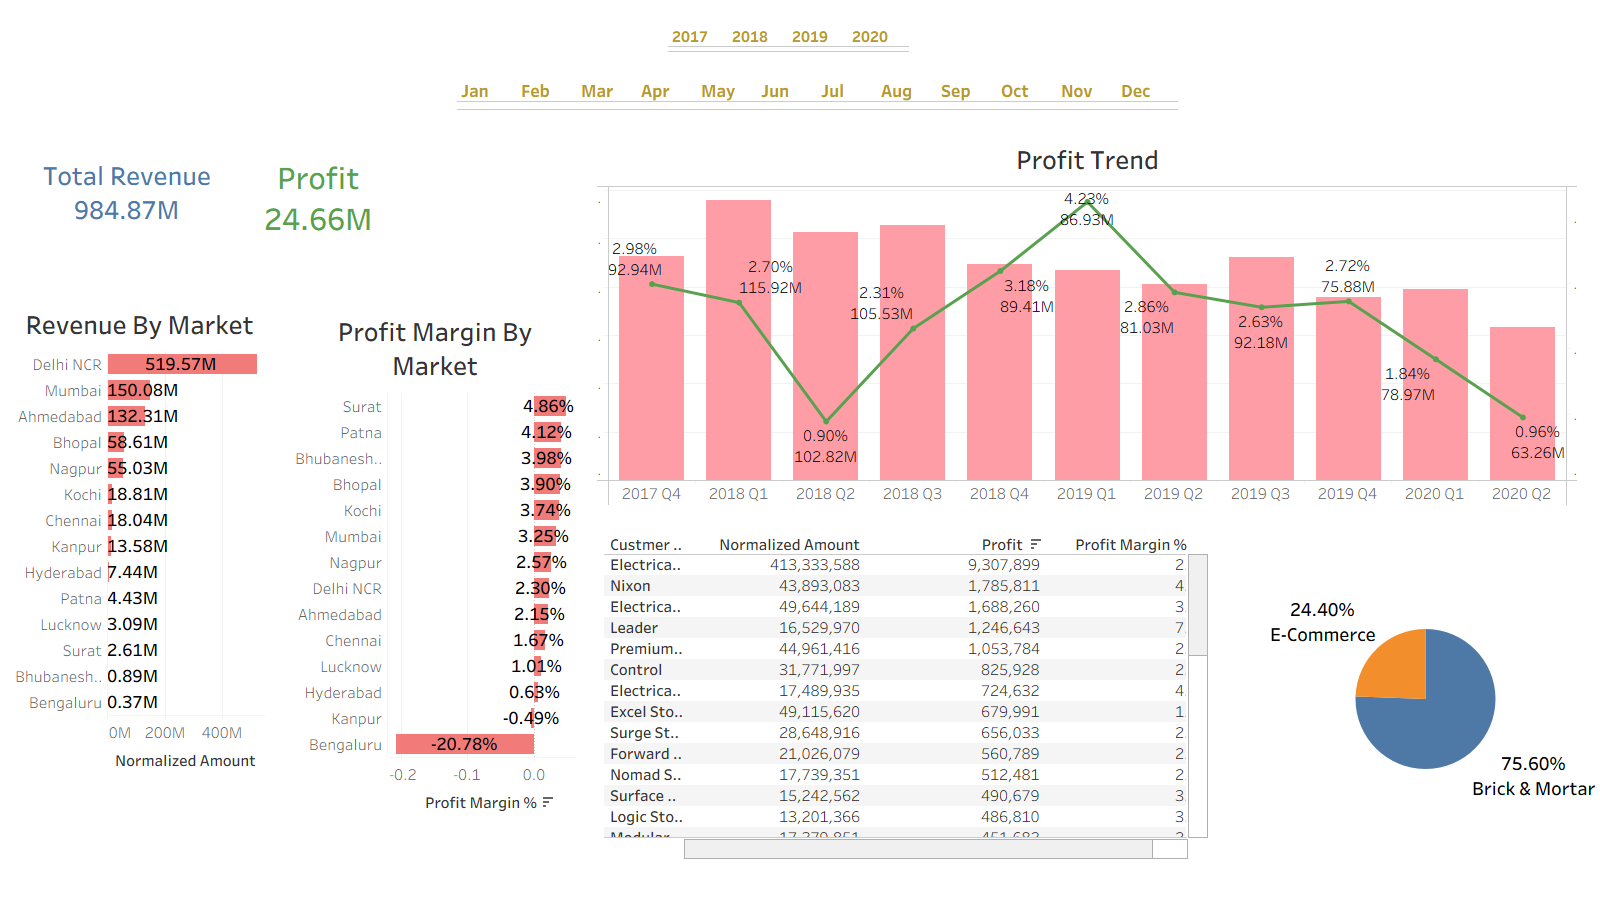 2017 2018 2019 2020
Jan Feb Mar Apr May Jun Jul Aug Sep Oct Nov Dec
Total Revenue
984.87M
Profit
24.66M
Revenue By Market
Delhi NCR 519.57M
Mumbai 150.08M
Ahmedabad 132.31M
Bhopal 58.61M
Nagpur 55.03M
Kochi 18.81M
Chennai 18.04M
Kanpur 13.58M
Hyderabad 7.44M
Patna 4.43M
Lucknow 3.09M
Surat 2.61M
Bhubanesh.. 0.89M
Bengaluru 0.37M
0M 200M 400M
Normalized Amount
Profit Margin By
Market
Surat 4.86%
Patna 4.12%
Bhubanesh.. 3.98%
Bhopal 3.90%
Kochi 3.74%
Mumbai 3.25%
Nagpur 2.57%
Delhi NCR 2.30%
Ahmedabad 2.15%
Chennai 1.67%
Lucknow 1.01%
Hyderabad 0.63%
Kanpur -0.49%
Bengaluru -20.78%
-0.2 -0.1 0.0
Profit Margin %
Profit Trend
2.98%
92.94M
2.70%
115.92M
0.90%
102.82M
2.31%
105.53M
3.18%
89.41M
4.23%
86.93M
2.86%
81.03M
2.63%
92.18M
2.72%
75.88M
1.84%
78.97M
0.96%
63.26M
2017 Q4 2018 Q1 2018 Q2 2018 Q3 2018 Q4 2019 Q1 2019 Q2 2019 Q3 2019 Q4 2020 Q1 2020 Q2
Custmer .. Normalized Amount Profit Profit Margin %
Electrica.. 413,333,588 9,307,899 2
Nixon 43,893,083 1,785,811 4
Electrica.. 49,644,189 1,688,260 3
Leader 16,529,970 1,246,643 7
Premium.. 44,961,416 1,053,784 2
Control 31,771,997 825,928 2
Electrica.. 17,489,935 724,632 4
Excel Sto.. 49,115,620 679,991 1
Surge St.. 28,648,916 656,033 2
Forward .. 21,026,079 560,789 2
Nomad S.. 17,739,351 512,481 2
Surface .. 15,242,562 490,679 3
Logic Sto.. 13,201,366 486,810 3
24.40%
E-Commerce
75.60%
Brick & Mortar